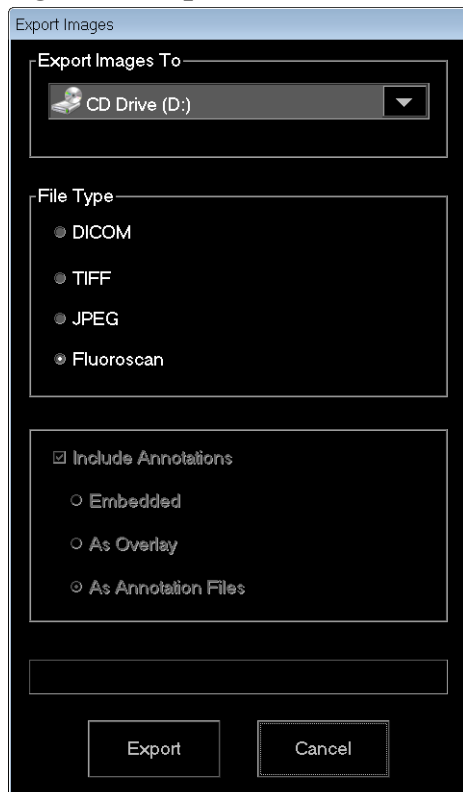 Export Images
Export Images To
CD Drive (D:)
File Type
DICOM
TIFF
JPEG
Fluoroscan
Include Annotations
Embedded
As Overlay
As Annotation Files
Export
Cancel